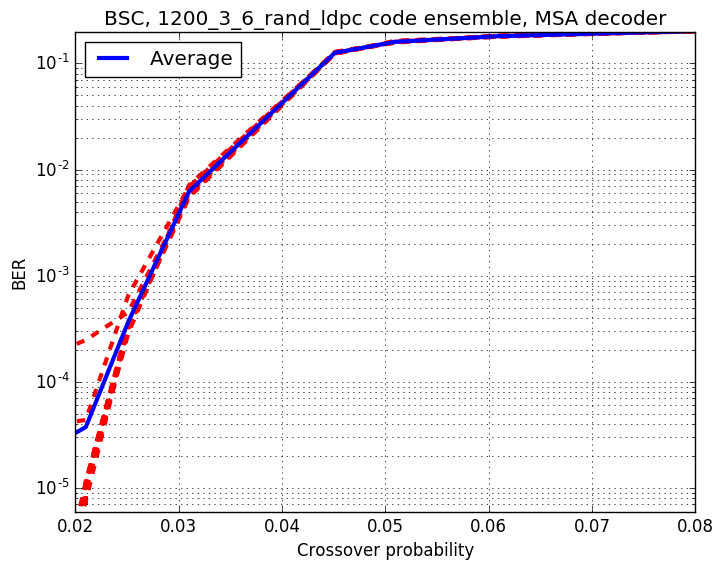 BSC, 1200_3_6_rand_ldpc code ensemble, MSA decoder
Average
10^-1
10^-2
10^-3
10^-4
10^-5
BER
0.02 0.03 0.04 0.05 0.06 0.07 0.08
Crossover probability